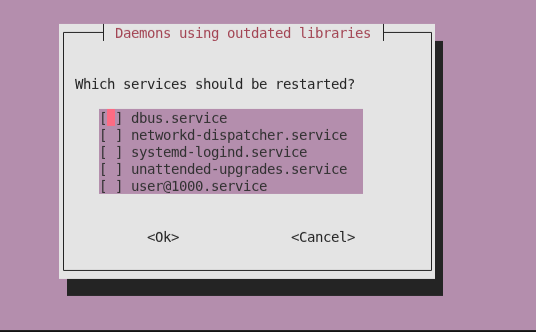 Daemons using outdated libraries
Which services should be restarted?
[ ] dbus.service
[ ] networkd-dispatcher.service
[ ] systemd-logind.service
[ ] unattended-upgrades.service
[ ] user@1000.service
<Ok> <Cancel>